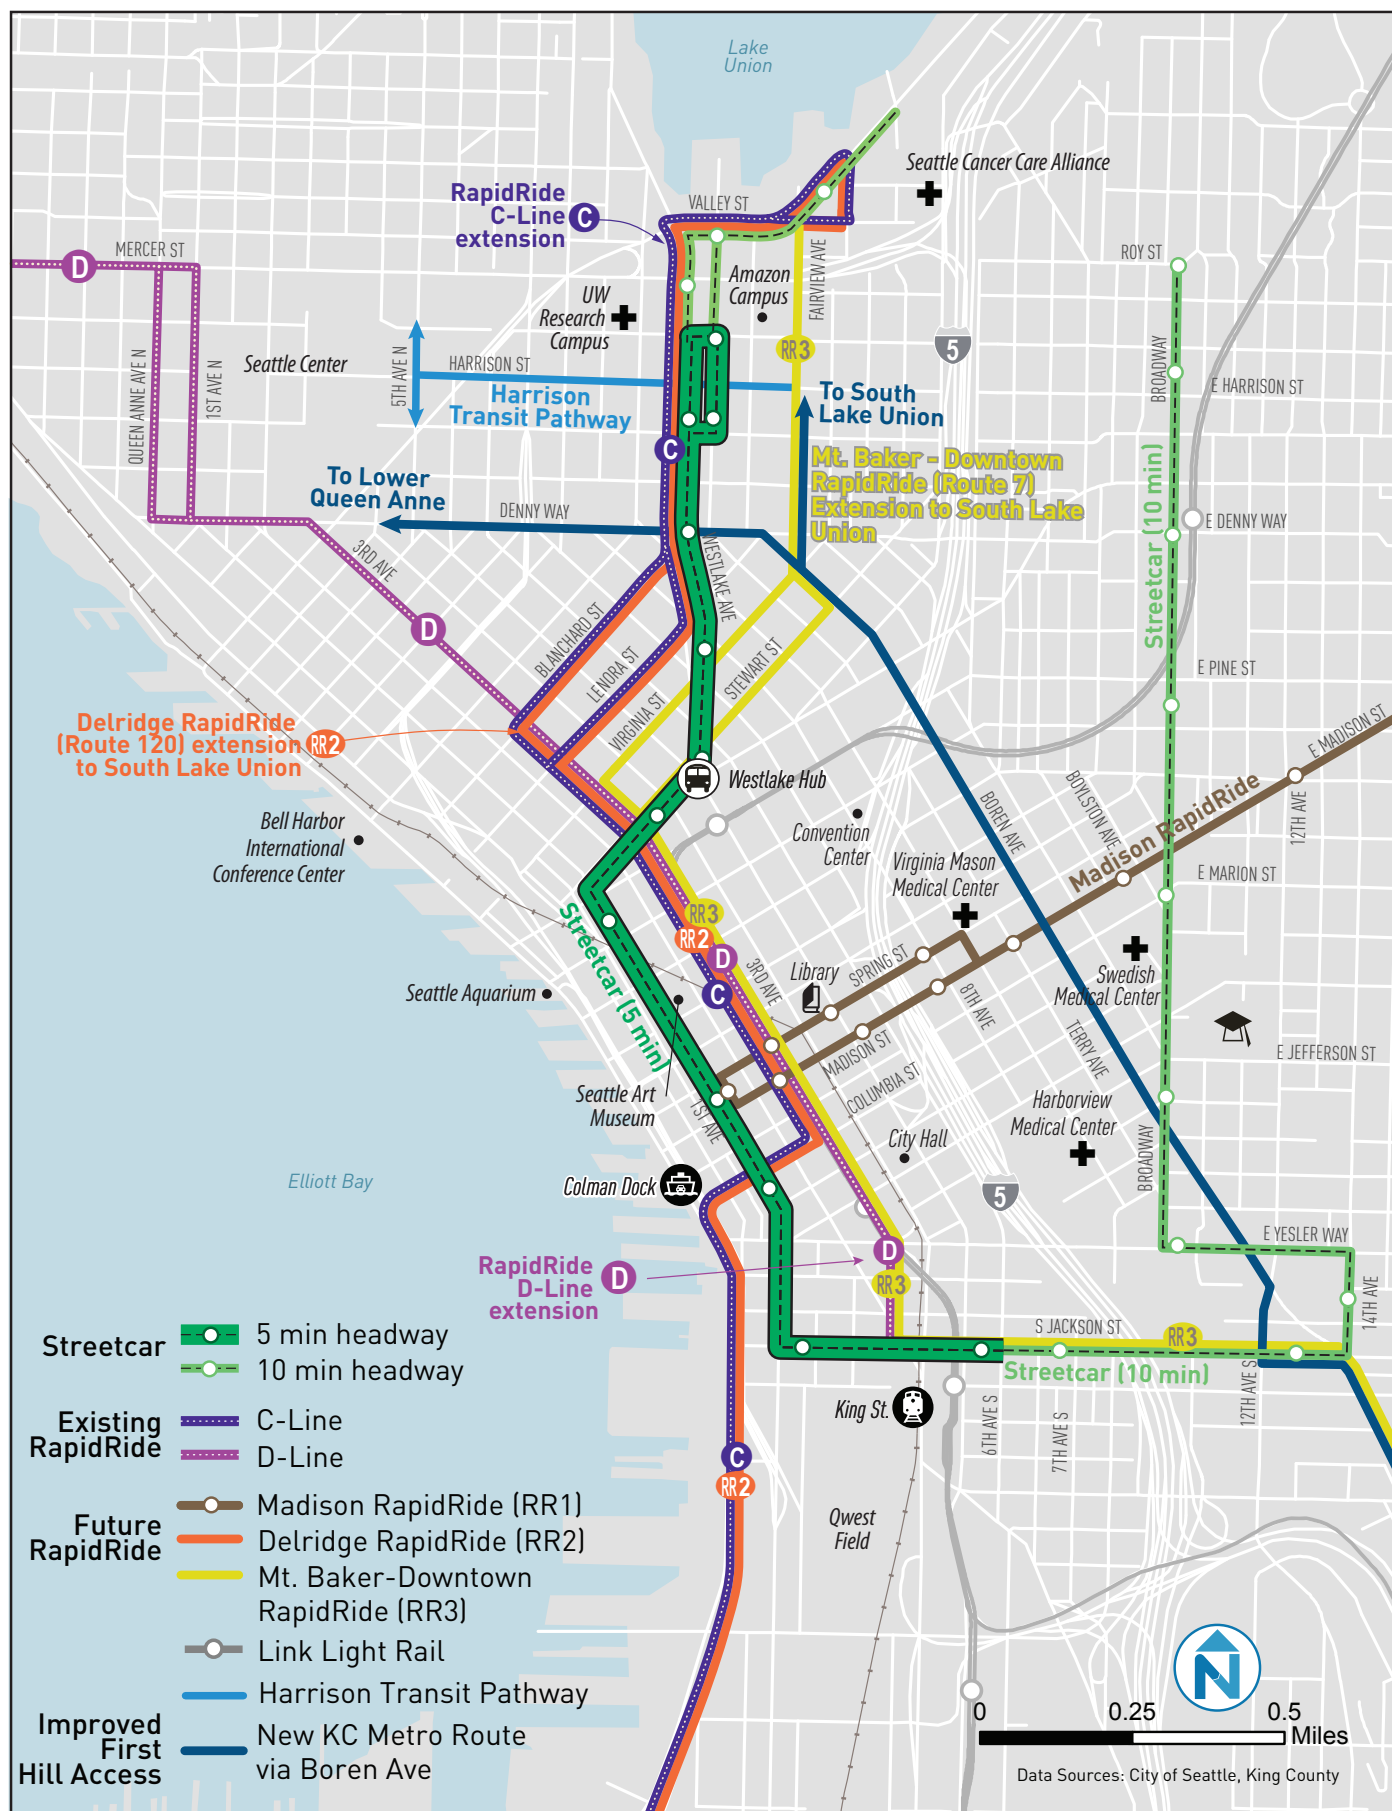 Lake
Union
Seattle Cancer Care Alliance
RapidRide
C-Line
extension
C
VALLEY ST
MERCER ST
D
ROY ST
FAIRVIEW AVE
Amazon
Campus
UW
Research
Campus
RR3
5
BROADWAY
Seattle Center
5TH AVE N
HARRISON ST
Harrison
Transit Pathway
QUEEN ANNE AVE N
1ST AVE N
E HARRISON ST
To South
Lake Union
C
Mt. Baker - Downtown
RapidRide (Route 7)
Extension to South Lake
Union
To Lower
Queen Anne
DENNY WAY
E DENNY WAY
Streetcar (10 min)
3RD AVE
WESTLAKE AVE
D
BLANCHARD ST
LENORA ST
VIRGINIA ST
STEWART ST
E PINE ST
Delridge RapidRide
(Route 120) extension
to South Lake Union
RR2
E MADISON ST
Westlake Hub
BOREN AVE
BOYLSTON AVE
Madison RapidRide
12TH AVE
Bell Harbor
International
Conference Center
Convention
Center
Virginia Mason
Medical Center
E MARION ST
RR3
RR2
D
C
Streetcar (5 min)
3RD AVE
Library
SPRING ST
Seattle Aquarium
8TH AVE
Swedish
Medical Center
MADISON ST
TERRY AVE
E JEFFERSON ST
COLUMBIA ST
Seattle Art
Museum
1ST AVE
Harborview
Medical Center
City Hall
BROADWAY
Elliott Bay
Colman Dock
5
E YESLER WAY
RapidRide
D-Line
extension
D
D
RR3
14TH AVE
S JACKSON ST
RR3
Streetcar (10 min)
12TH AVE S
King St.
6TH AVE S
7TH AVE S
C
RR2
Qwest
Field
Streetcar
5 min headway
10 min headway
Existing
RapidRide
C-Line
D-Line
Future
RapidRide
Madison RapidRide (RR1)
Delridge RapidRide (RR2)
Mt. Baker-Downtown
RapidRide (RR3)
Link Light Rail
Harrison Transit Pathway
Improved
First
Hill Access
New KC Metro Route
via Boren Ave
N
0 0.25 0.5
Miles
Data Sources: City of Seattle, King County